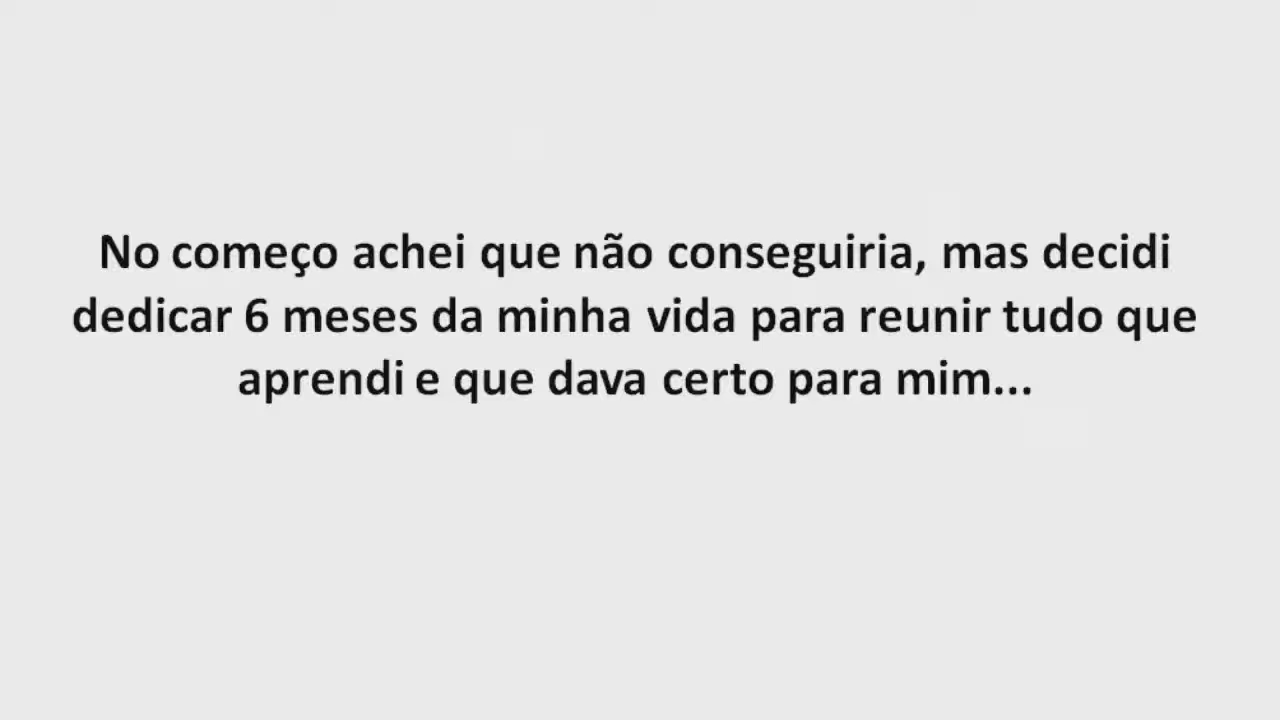 No começo achei que não conseguiria, mas decidi
dedicar 6 meses da minha vida para reunir tudo que
aprendi e que dava certo para mim...